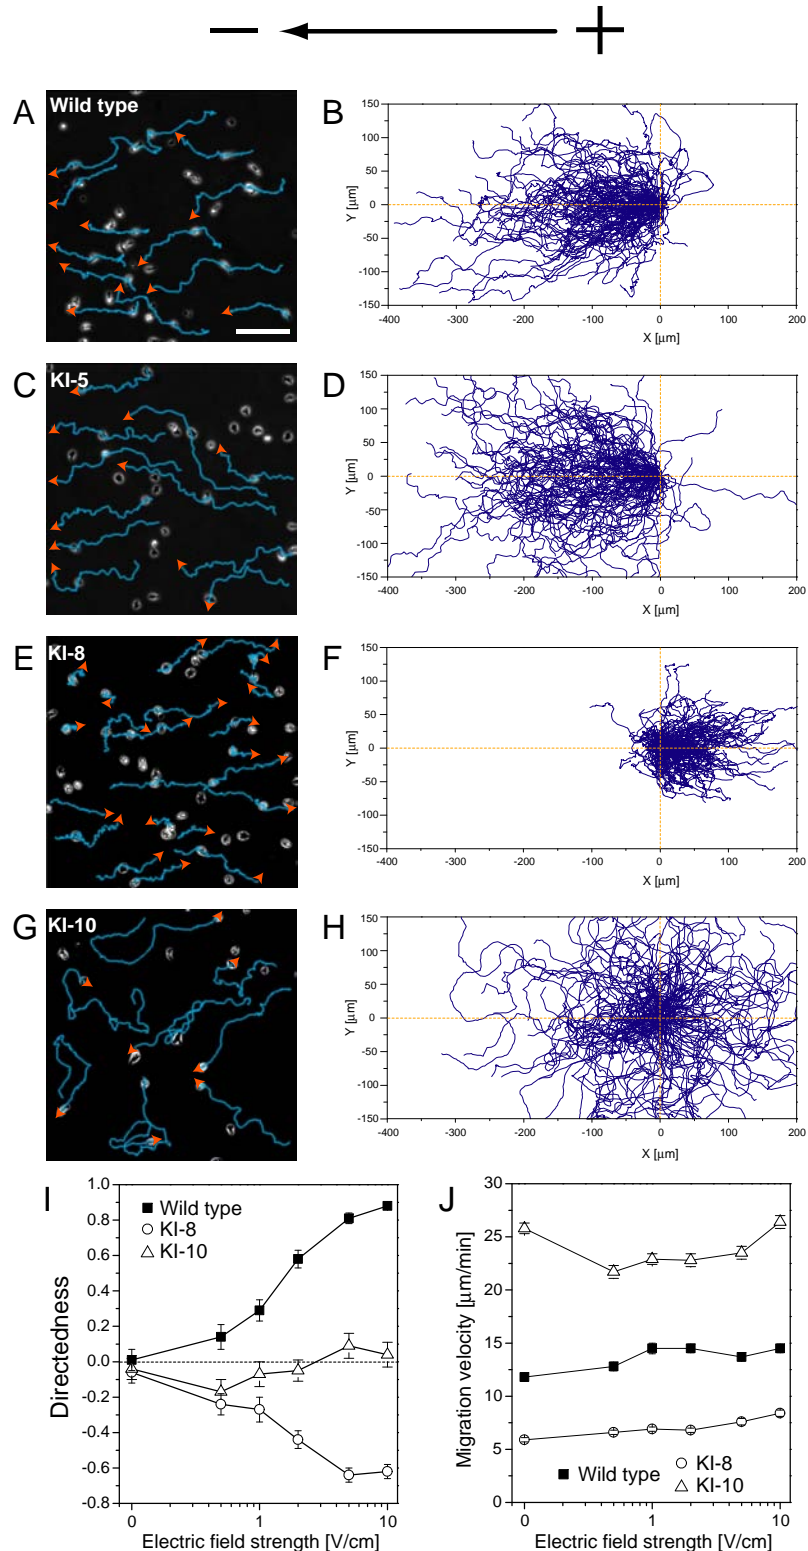 − +
A Wild type B
150
100
50
0
-50
-100
-150
Y [μm]
-400 -300 -200 -100 0 100 200
X [μm]
C KI-5 D
150
100
50
0
-50
-100
-150
Y [μm]
-400 -300 -200 -100 0 100 200
X [μm]
E KI-8 F
150
100
50
0
-50
-100
-150
Y [μm]
-400 -300 -200 -100 0 100 200
X [μm]
G KI-10 H
150
100
50
0
-50
-100
-150
Y [μm]
-400 -300 -200 -100 0 100 200
X [μm]
I
1.0
0.8
0.6
0.4
0.2
0.0
-0.2
-0.4
-0.6
-0.8
Directedness
Wild type
KI-8
KI-10
0 1 10
Electric field strength [V/cm]
J
30
25
20
15
10
5
0
Migration velocity [μm/min]
Wild type
KI-8
KI-10
0 1 10
Electric field strength [V/cm]